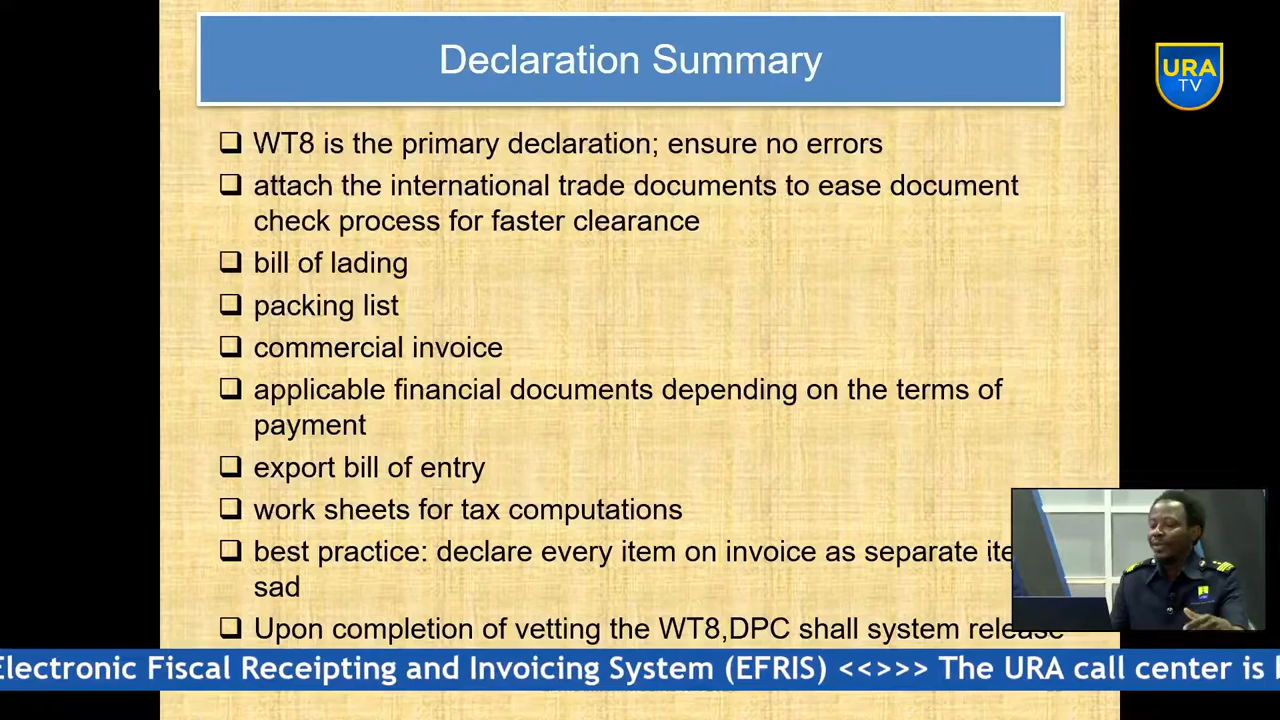 Declaration Summary
URA
TV
❑ WT8 is the primary declaration; ensure no errors
❑ attach the international trade documents to ease document
check process for faster clearance
❑ bill of lading
❑ packing list
❑ commercial invoice
❑ applicable financial documents depending on the terms of
payment
❑ export bill of entry
❑ work sheets for tax computations
❑ best practice: declare every item on invoice as separate
sad
❑ Upon completion of vetting the WT8,DPC shall system release
Electronic Fiscal Receipting and Invoicing System (EFRIS) <<>>> The URA call center is